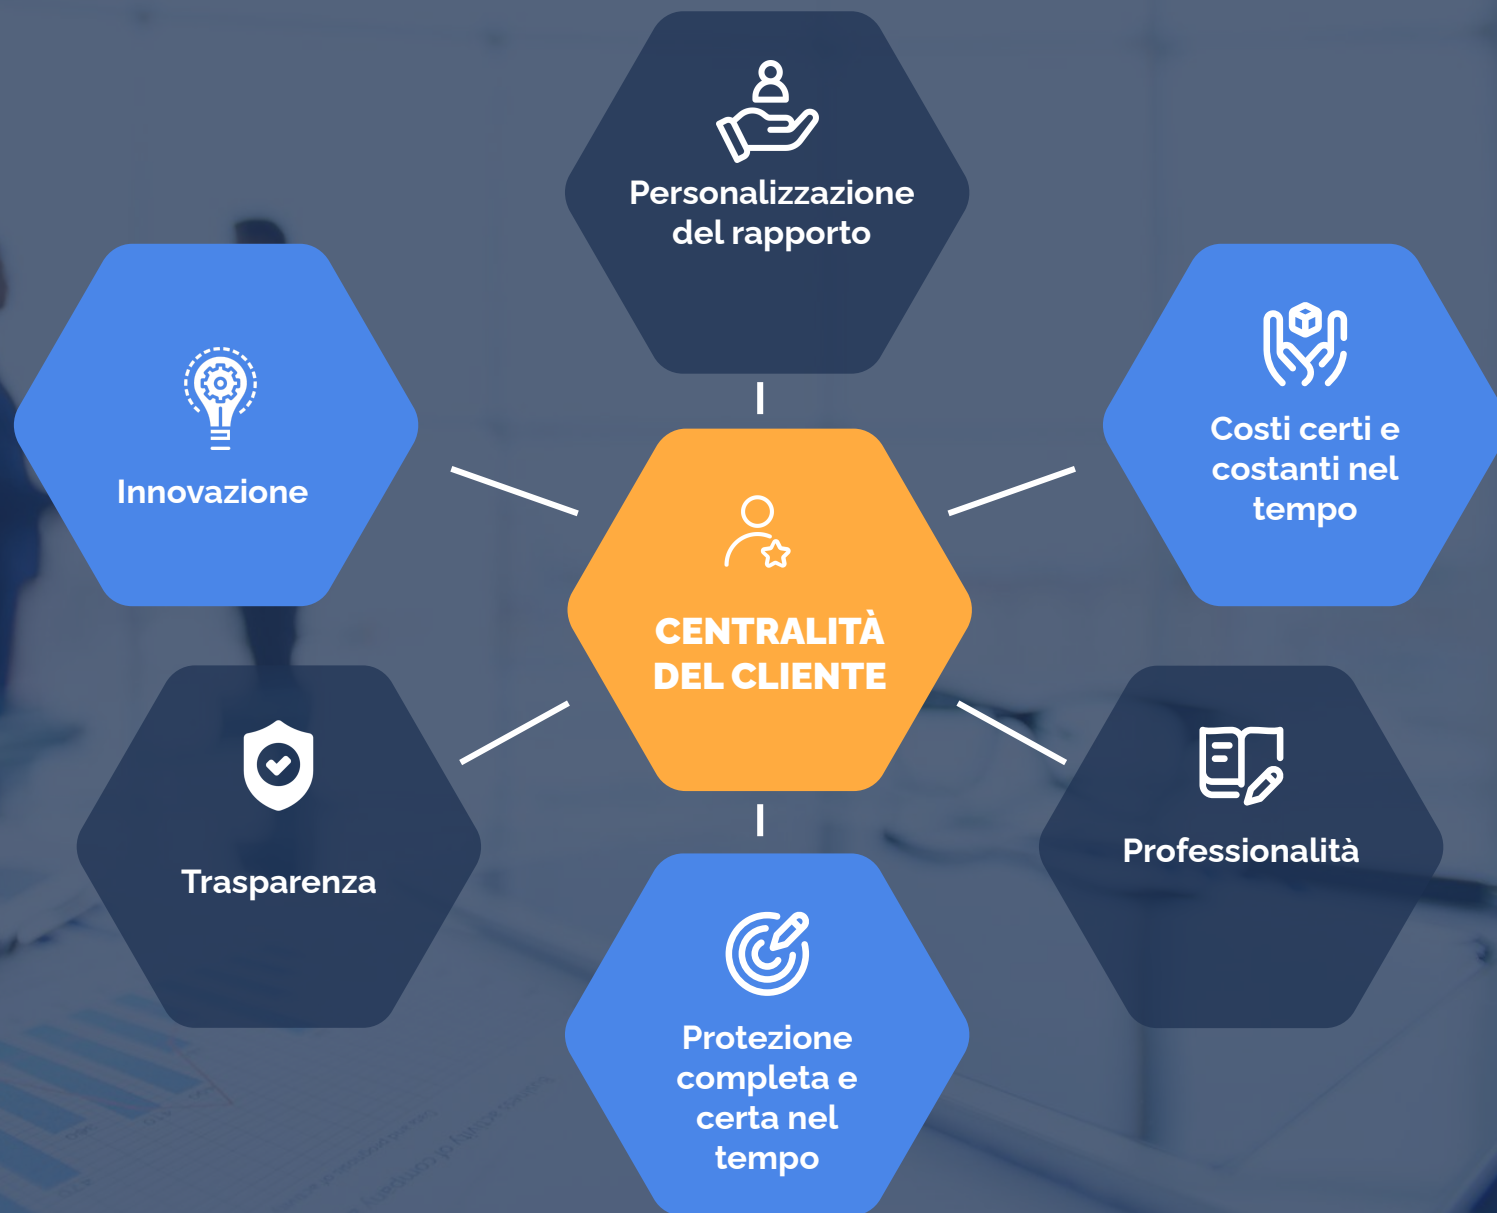 Personalizzazione
del rapporto
Innovazione
Costi certi e
costanti nel
tempo
CENTRALITÀ
DEL CLIENTE
Trasparenza
Professionalità
Protezione
completa e
certa nel
tempo